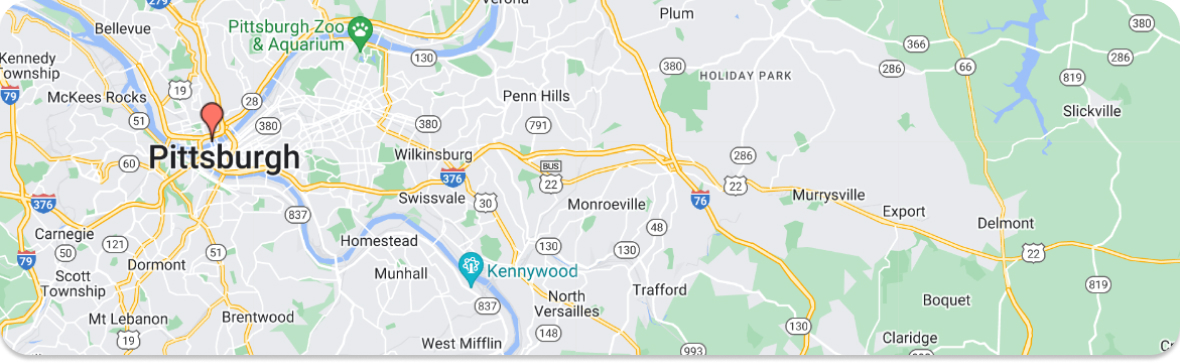 Verona
Plum
279
Bellevue
Pittsburgh Zoo
& Aquarium
380
366
Kennedy
Township
130
380
HOLIDAY PARK
286
66
286
819
79
McKees Rocks
19
28
Penn Hills
Slickville
51
380
380
791
Pittsburgh
60
Wilkinsburg
BUS
22
286
376
376
Swissvale
30
Monroeville
76
22
Murrysville
837
Export
Carnegie
50
121
51
Homestead
130
130
48
Delmont
22
79
Dormont
Munhall
Kennywood
Scott
Township
837
North
Versailles
Trafford
819
Boquet
Mt Lebanon
Brentwood
19
West Mifflin
148
993
130
Claridge